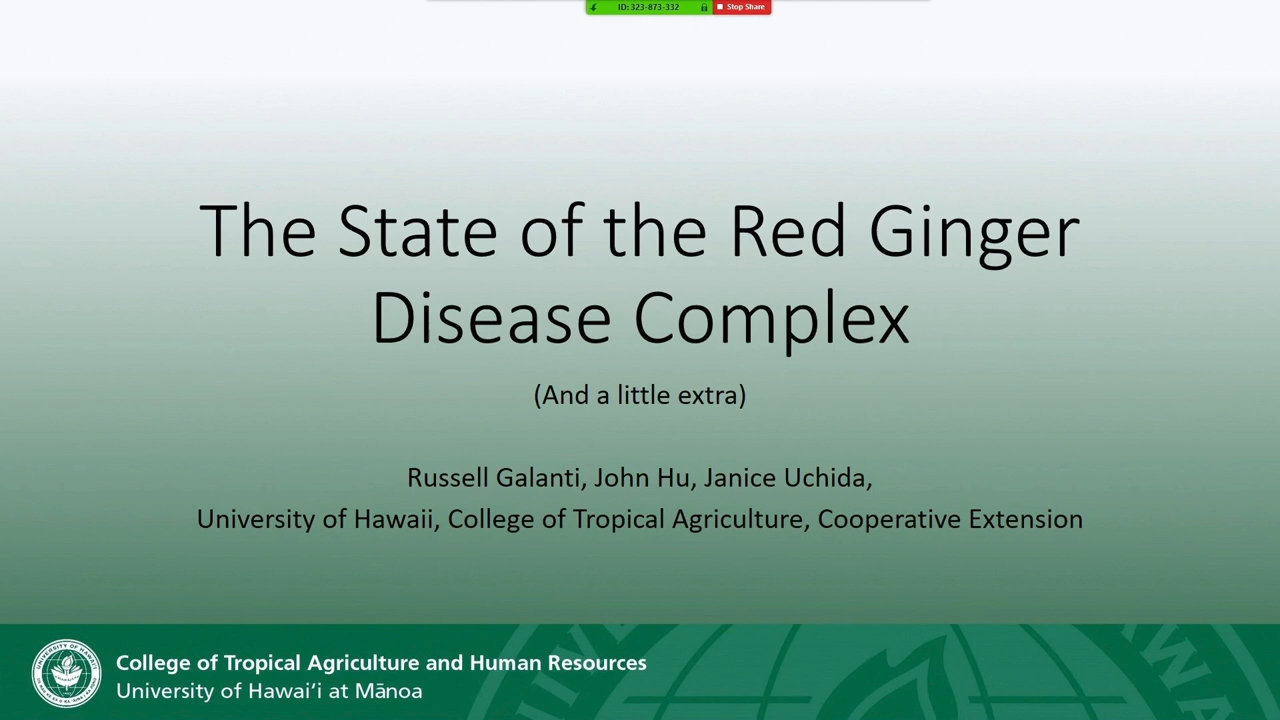 ID: 323-873-332
Stop Share
The State of the Red Ginger
Disease Complex
(And a little extra)
Russell Galanti, John Hu, Janice Uchida,
University of Hawaii, College of Tropical Agriculture, Cooperative Extension
College of Tropical Agriculture and Human Resources
University of Hawaiʻi at Mānoa